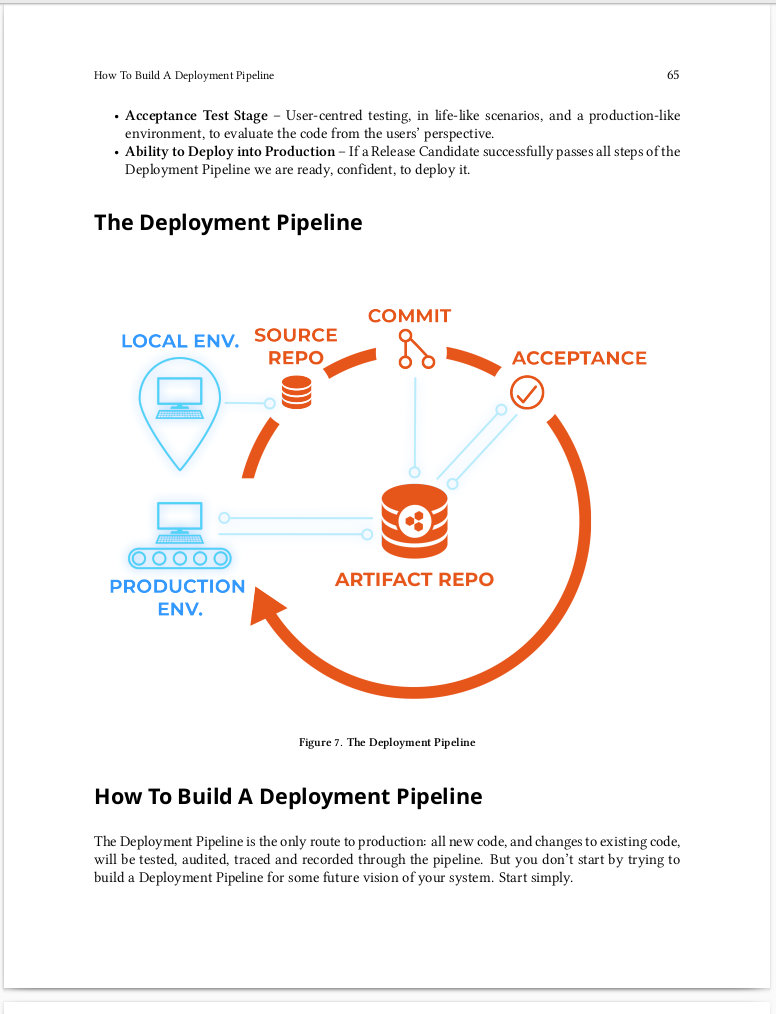 How To Build A Deployment Pipeline 65
• Acceptance Test Stage – User-centred testing, in life-like scenarios, and a production-like
environment, to evaluate the code from the users’ perspective.
• Ability to Deploy into Production – If a Release Candidate successfully passes all steps of the
Deployment Pipeline we are ready, confident, to deploy it.
The Deployment Pipeline
COMMIT
LOCAL ENV.
SOURCE
REPO
ACCEPTANCE
ARTIFACT REPO
PRODUCTION
ENV.
Figure 7. The Deployment Pipeline
How To Build A Deployment Pipeline
The Deployment Pipeline is the only route to production: all new code, and changes to existing code,
will be tested, audited, traced and recorded through the pipeline. But you don’t start by trying to
build a Deployment Pipeline for some future vision of your system. Start simply.